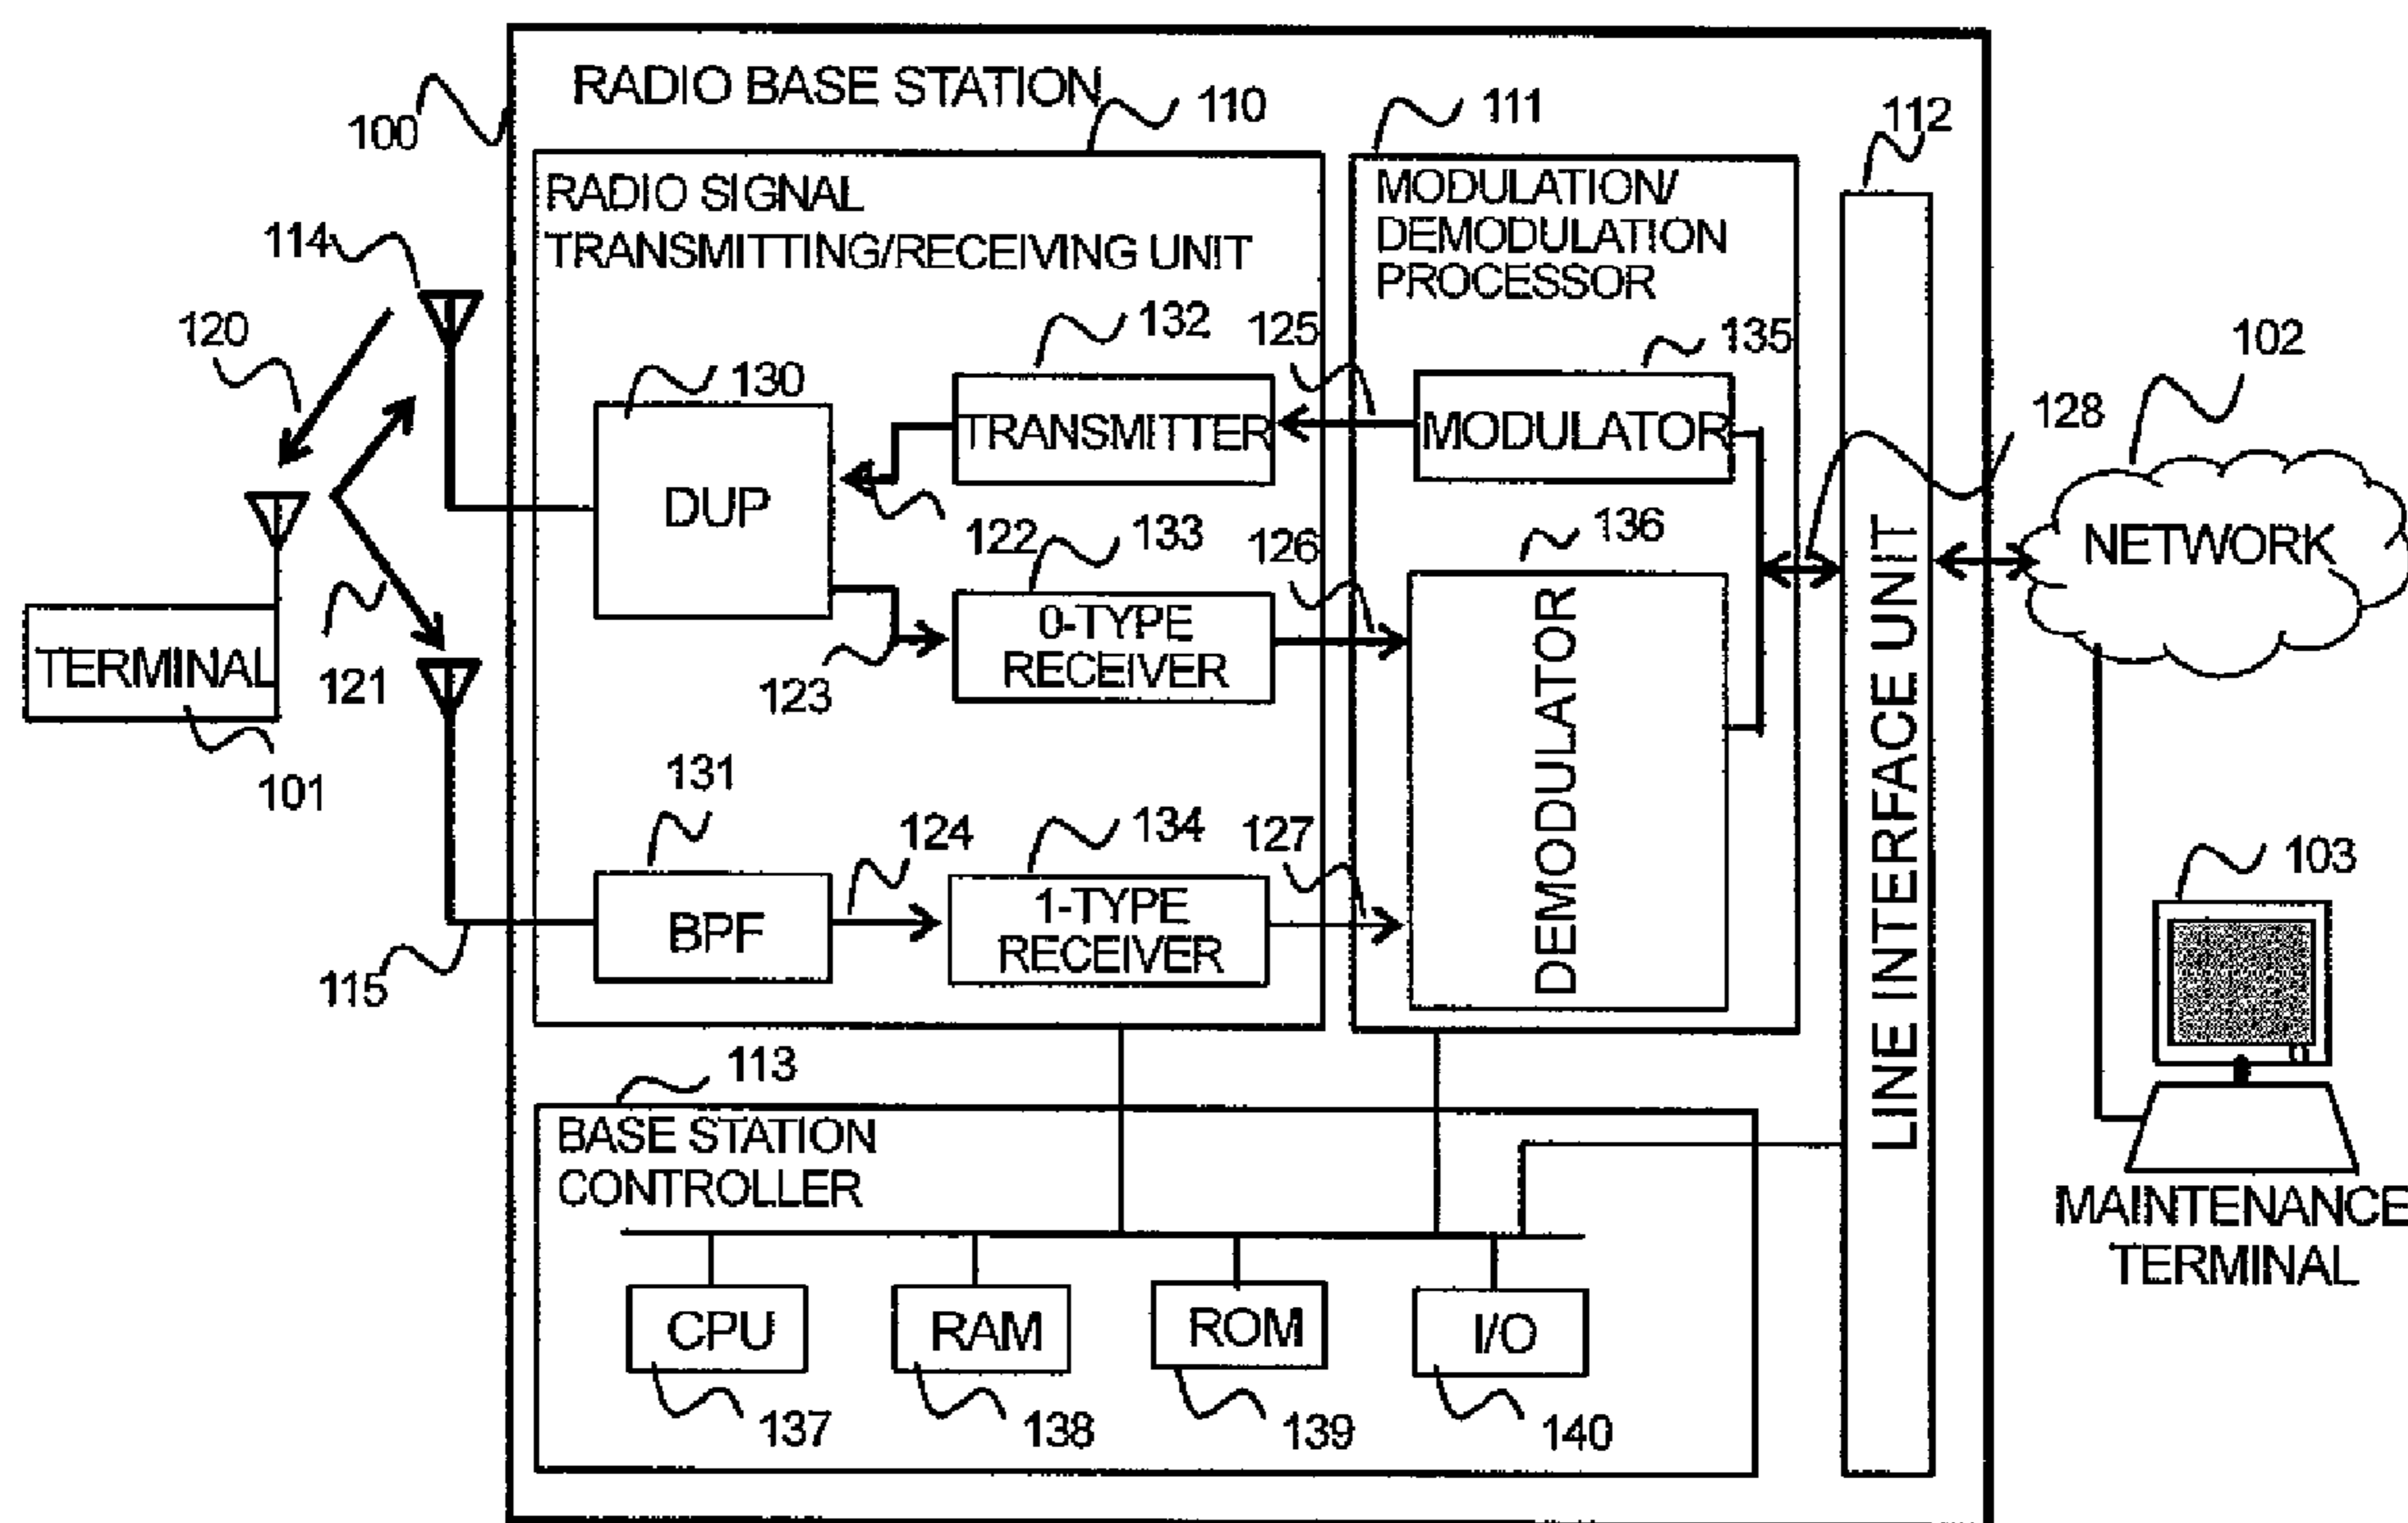 RADIO BASE STATION
100
110
111
112
RADIO SIGNAL
TRANSMITTING/RECEIVING UNIT
MODULATION/
DEMODULATION
PROCESSOR
114
120
130
132
125
135
102
128
TRANSMITTER
MODULATOR
DUP
122
133
126
136
NETWORK
0-TYPE
RECEIVER
TERMINAL
121
123
101
DEMODULATOR
LINE INTERFACE UNIT
131
124
134
127
103
BPF
1-TYPE
RECEIVER
115
113
BASE STATION
CONTROLLER
MAINTENANCE
TERMINAL
CPU
RAM
ROM
I/O
137
138
139
140